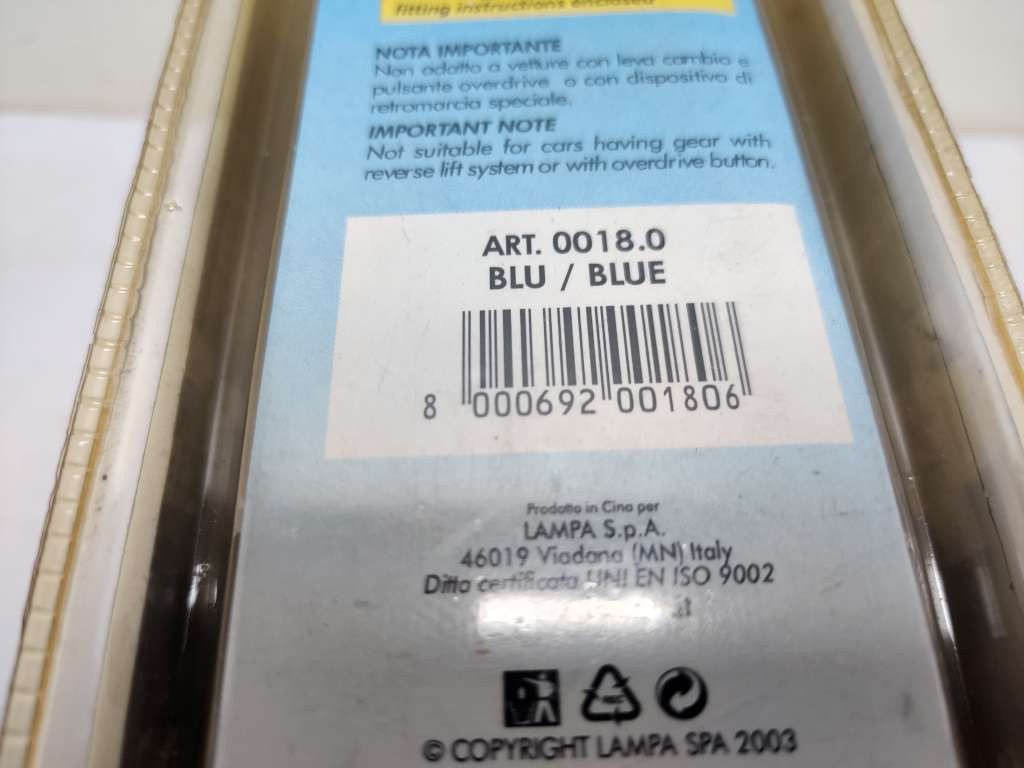 fitting instructions enclosed
NOTA IMPORTANTE
Non adatto a vetture con leva cambio e
pulsante overdrive o con dispositivo di
retromarcia speciale.
IMPORTANT NOTE
Not suitable for cars having gear with
reverse lift system or with overdrive button.
ART. 0018.0
BLU / BLUE
8 000692 001806
Prodotto in Cina per
LAMPA S.p.A.
46019 Viadana (MN) Italy
Ditta certificata UNI EN ISO 9002
© COPYRIGHT LAMPA SPA 2003